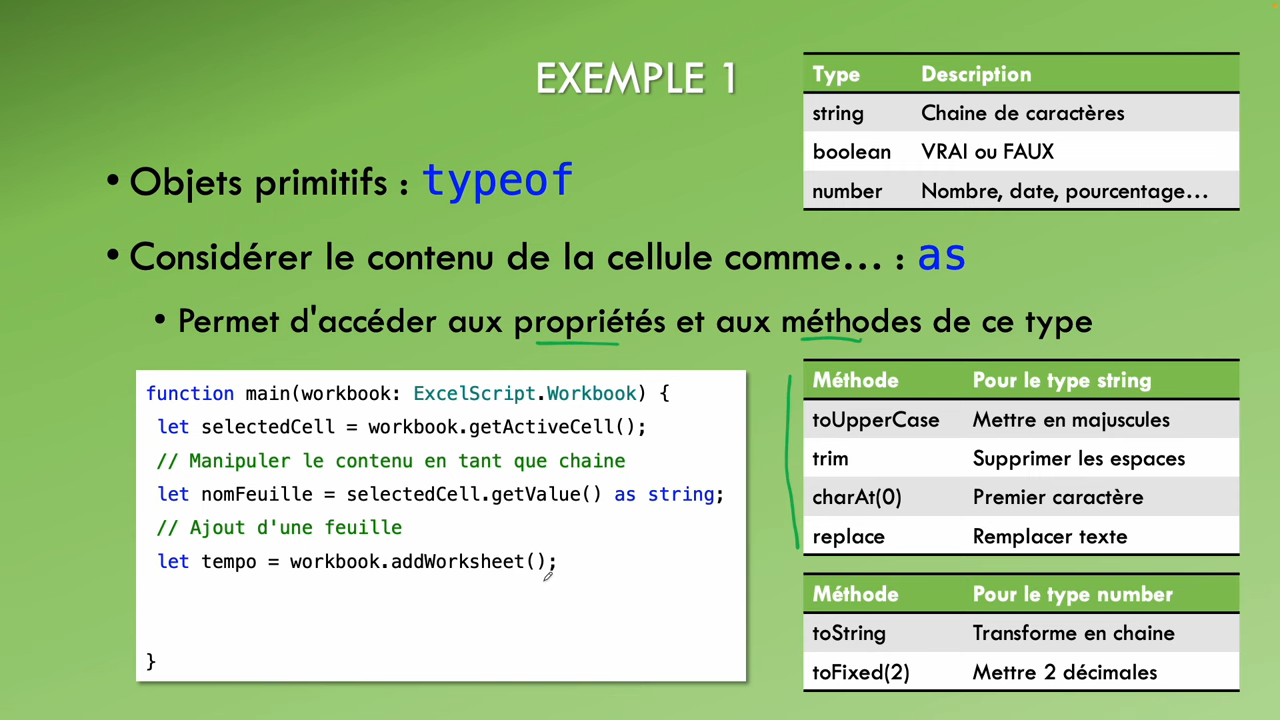 EXEMPLE 1
Type Description
string Chaine de caractères
boolean VRAI ou FAUX
number Nombre, date, pourcentage...
• Objets primitifs : typeof
• Considérer le contenu de la cellule comme... : as
• Permet d'accéder aux propriétés et aux méthodes de ce type
function main(workbook: ExcelScript.Workbook) {
let selectedCell = workbook.getActiveCell();
// Manipuler le contenu en tant que chaine
let nomFeuille = selectedCell.getValue() as string;
// Ajout d'une feuille
let tempo = workbook.addWorksheet();
}
Méthode Pour le type string
toUpperCase Mettre en majuscules
trim Supprimer les espaces
charAt(0) Premier caractère
replace Remplacer texte
Méthode Pour le type number
toString Transforme en chaine
toFixed(2) Mettre 2 décimales